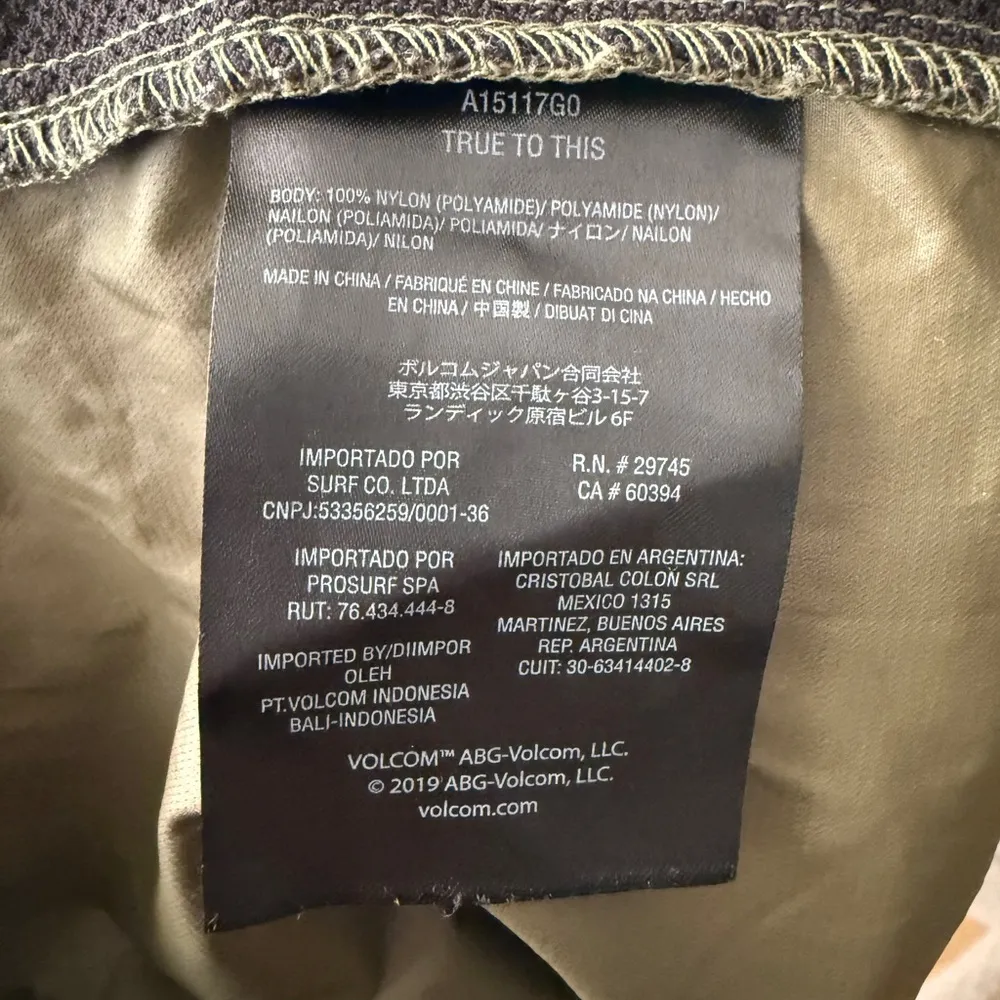 A15117G0
TRUE TO THIS
BODY: 100% NYLON (POLYAMIDE)/ POLYAMIDE (NYLON)/
NAILON (POLIAMIDA)/ POLIAMIDA/ ナイロン/ NAILON
(POLIAMIDA)/ NILON
MADE IN CHINA / FABRIQUÉ EN CHINE / FABRICADO NA CHINA / HECHO
EN CHINA / 中国製 / DIBUAT DI CINA
ボルコムジャパン合同会社
東京都渋谷区千駄ヶ谷3-15-7
ランディック原宿ビル 6F
IMPORTADO POR
SURF CO. LTDA
CNPJ:53356259/0001-36
R.N. # 29745
CA # 60394
IMPORTADO POR
PROSURF SPA
RUT: 76.434.444-8
IMPORTED BY/DIIMPOR
OLEH
PT.VOLCOM INDONESIA
BALI-INDONESIA
IMPORTADO EN ARGENTINA:
CRISTOBAL COLOŃ SRL
MEXICO 1315
MARTINEZ, BUENOS AIRES
REP. ARGENTINA
CUIT: 30-63414402-8
VOLCOM™ ABG-Volcom, LLC.
© 2019 ABG-Volcom, LLC.
volcom.com